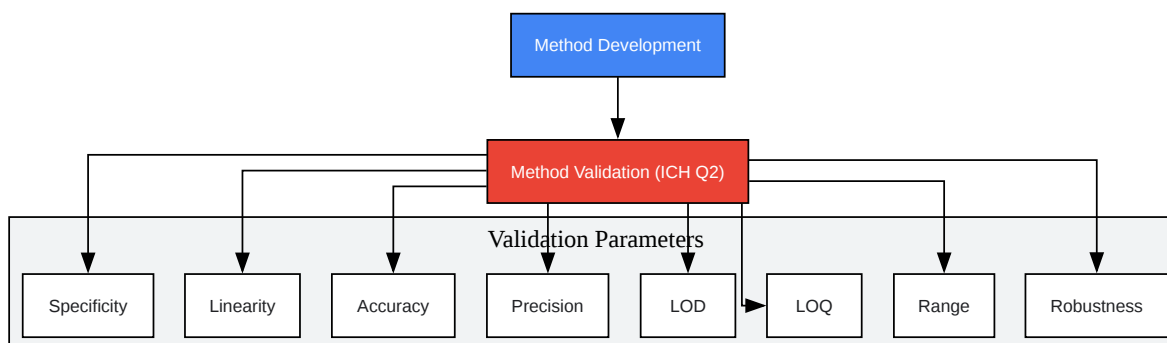 Method Development
Method Validation (ICH Q2)
Validation Parameters
Specificity
Linearity
Accuracy
Precision
LOD
LOQ
Range
Robustness